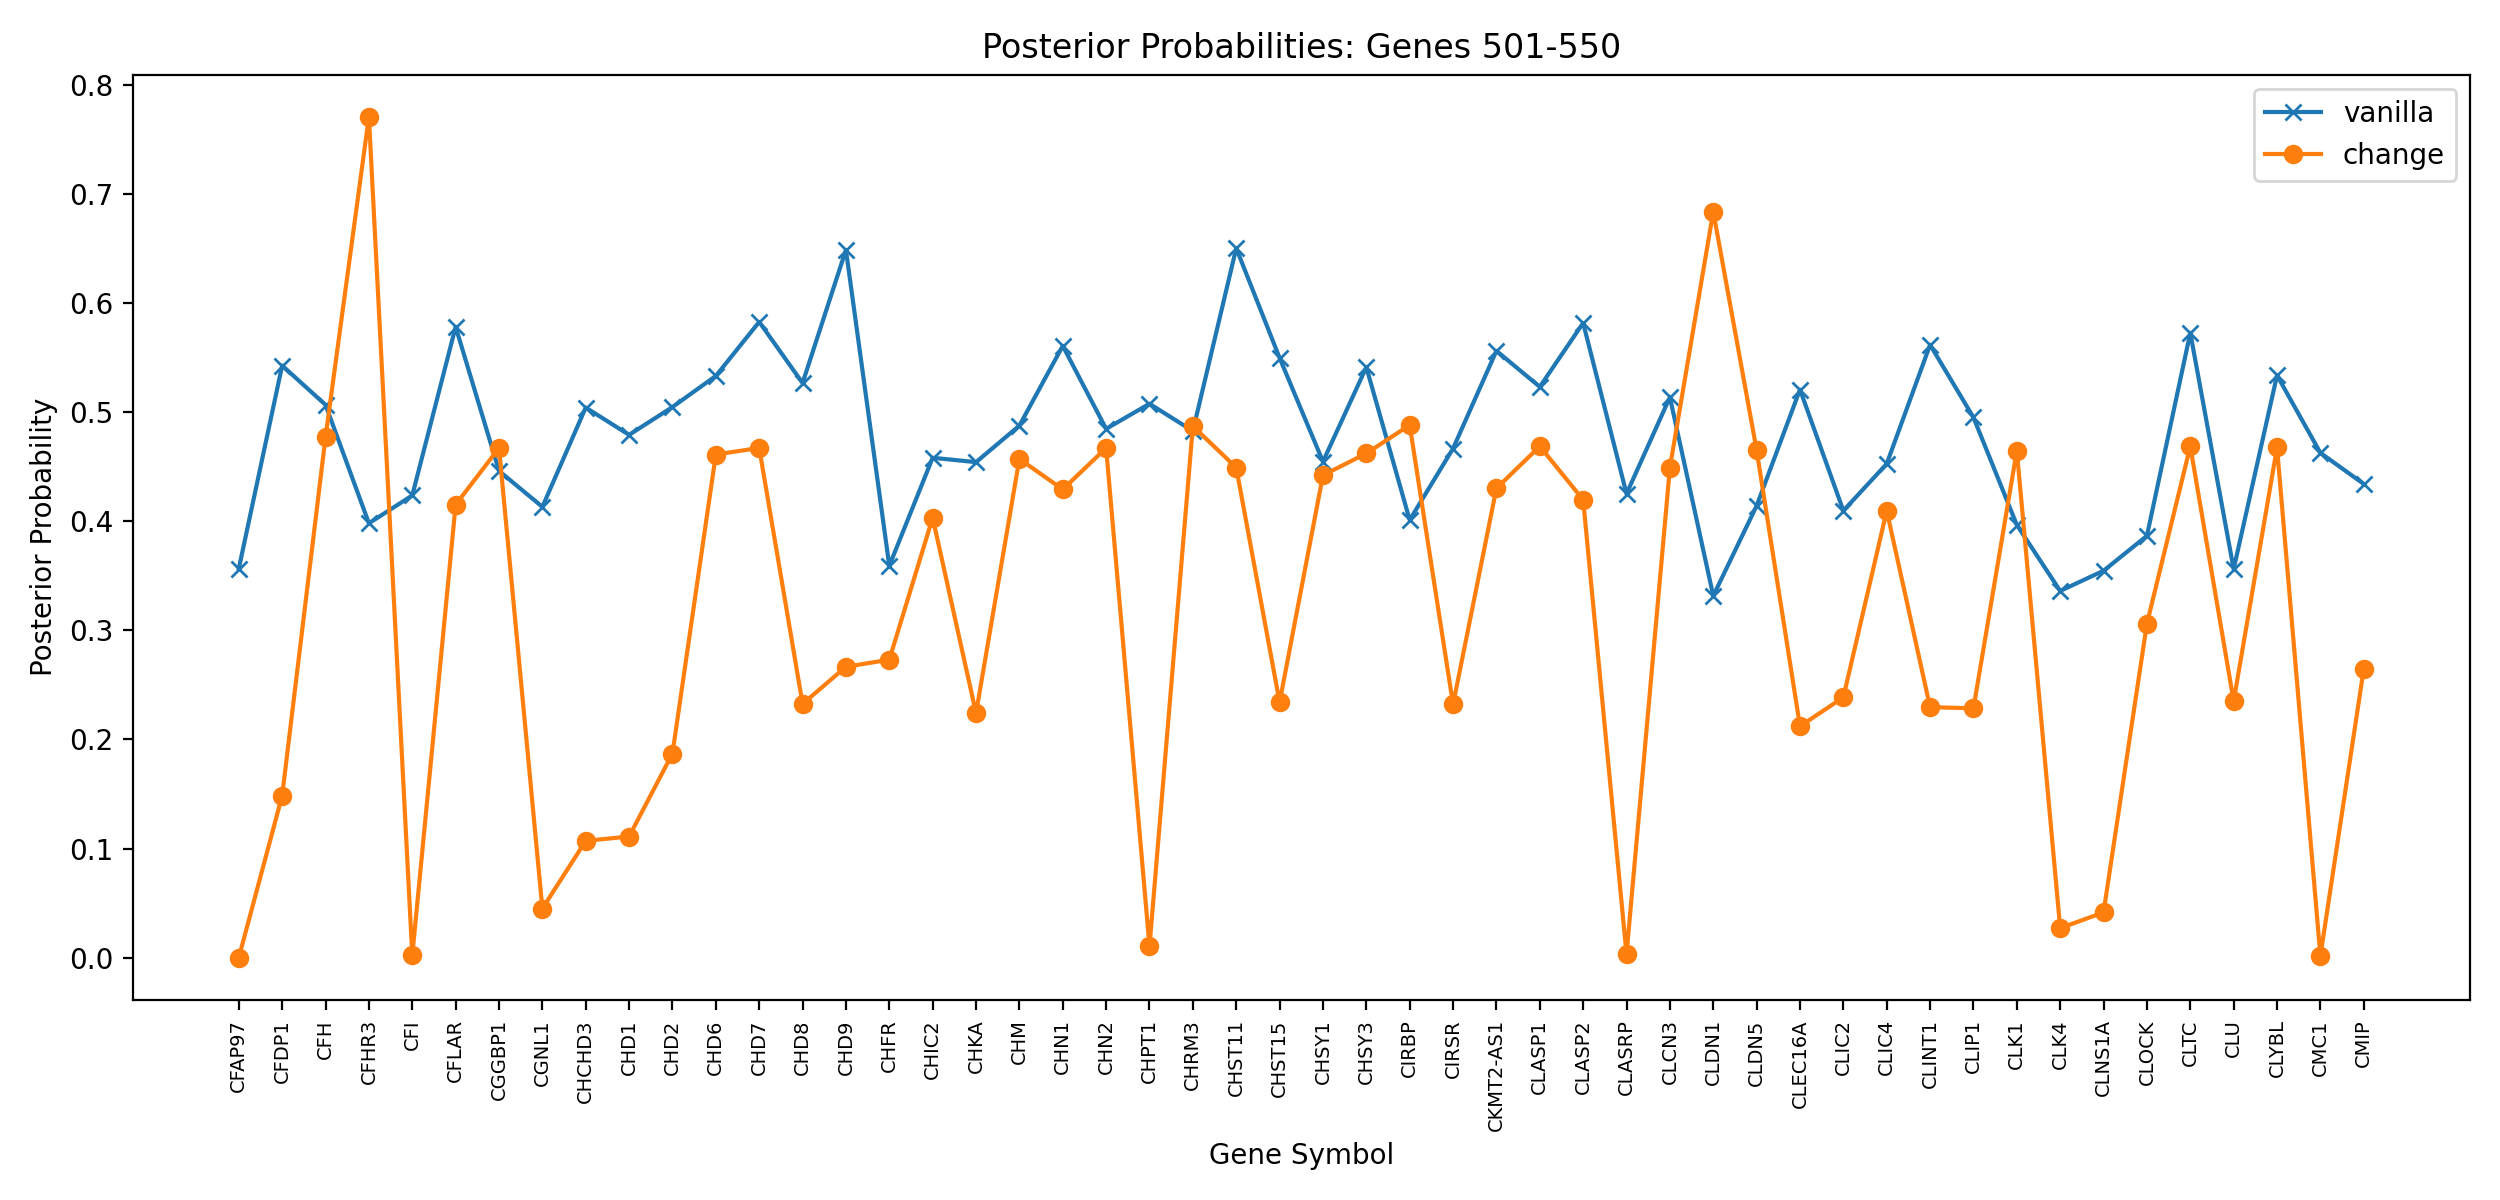 Posterior Probabilities: Genes 501-550
vanilla
change
Posterior Probability
0.8
0.7
0.6
0.5
0.4
0.3
0.2
0.1
0.0
CFAP97
CFDP1
CFH
CFHR3
CFI
CFLAR
CGGBP1
CGNL1
CHCHD3
CHD1
CHD2
CHD6
CHD7
CHD8
CHD9
CHFR
CHIC2
CHKA
CHM
CHN1
CHN2
CHPT1
CHRM3
CHST11
CHST15
CHSY1
CHSY3
CIRBP
CIRSR
CKMT2-AS1
CLASP1
CLASP2
CLASRP
CLCN3
CLDN1
CLDN5
CLEC16A
CLIC2
CLIC4
CLINT1
CLIP1
CLK1
CLK4
CLNS1A
CLOCK
CLTC
CLU
CLYBL
CMC1
CMIP
Gene Symbol